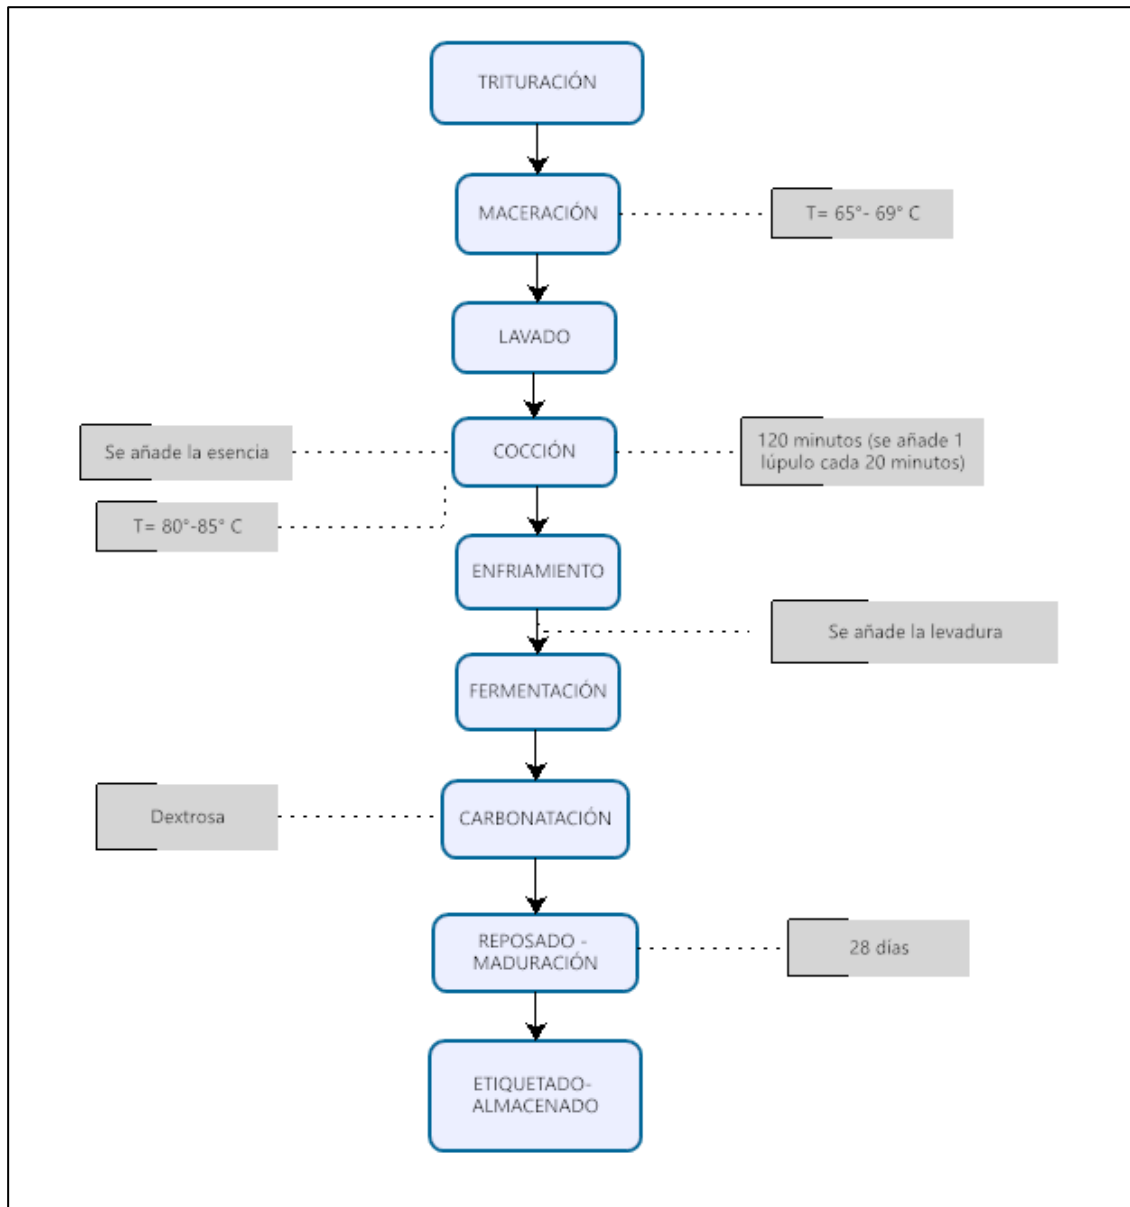 TRITURACIÓN
MACERACIÓN
T= 65°- 69° C
LAVADO
Se añade la esencia
COCCIÓN
120 minutos (se añade 1
lúpulo cada 20 minutos)
T= 80°-85° C
ENFRIAMIENTO
Se añade la levadura
FERMENTACIÓN
Dextrosa
CARBONATACIÓN
REPOSADO -
MADURACIÓN
28 días
ETIQUETADO-
ALMACENADO